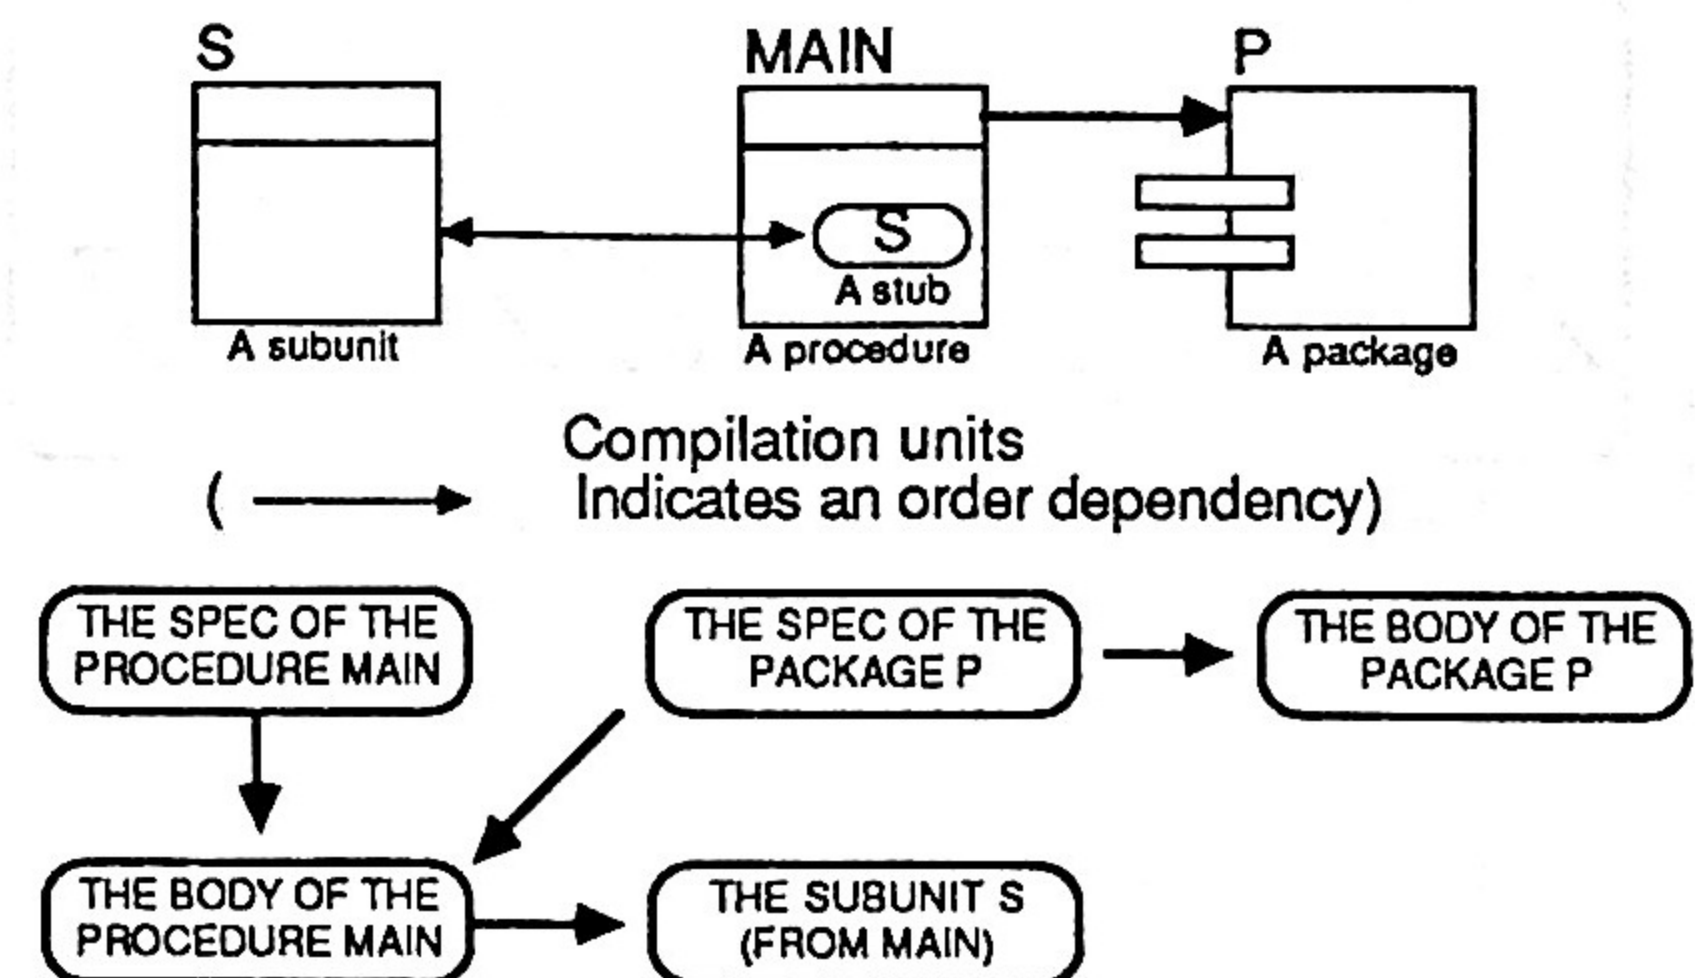 S
MAIN
P
S
A stub
A subunit
A procedure
A package
Compilation units
( Indicates an order dependency)
THE SPEC OF THE
PROCEDURE MAIN
THE SPEC OF THE
PACKAGE P
THE BODY OF THE
PACKAGE P
THE BODY OF THE
PROCEDURE MAIN
THE SUBUNIT S
(FROM MAIN)